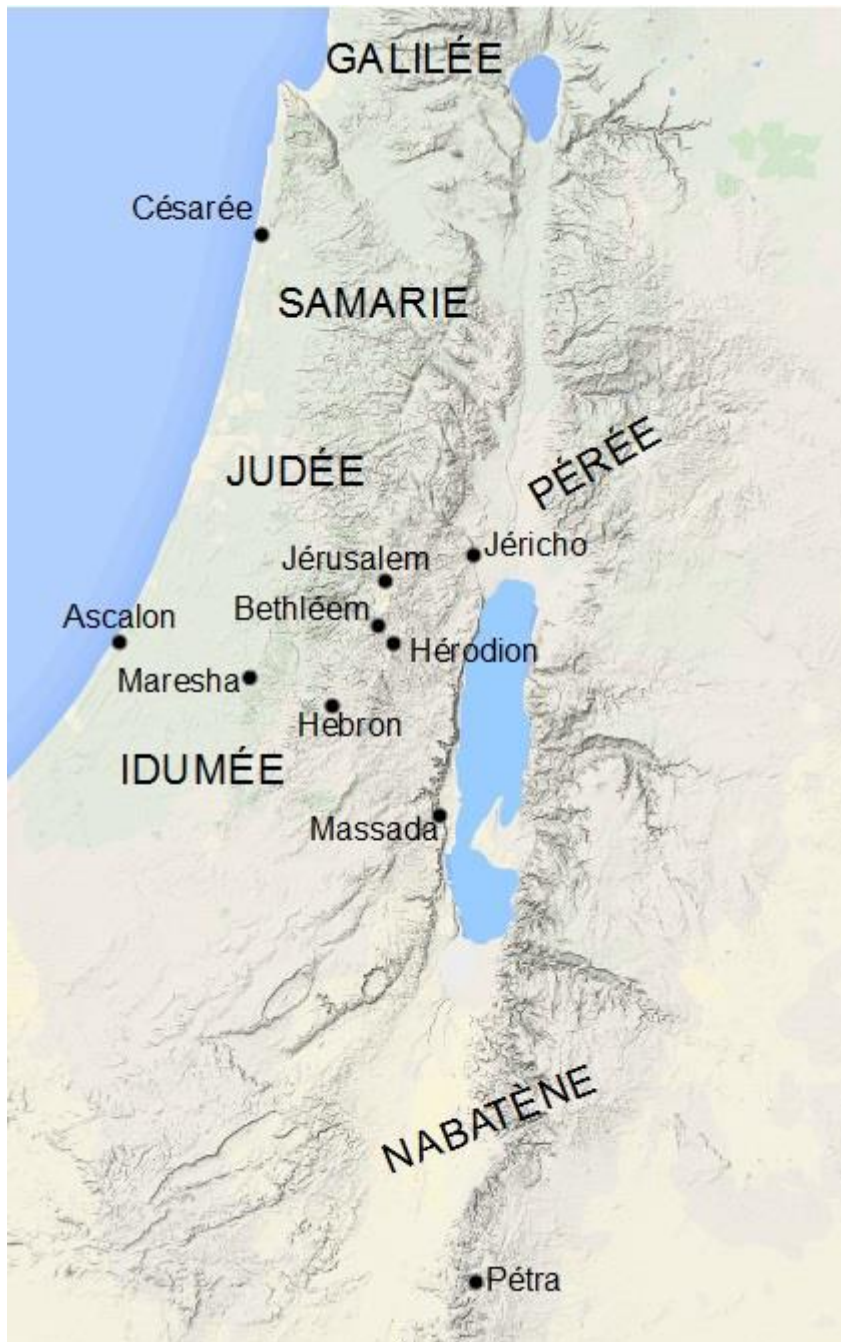 GALILÉE
Césarée
SAMARIE
PÉRÉE
JUDÉE
Jéricho
Jérusalem
Bethléem
Ascalon
Hérodion
Maresha
Hebron
IDUMÉE
Massada
NABATÈNE
Pétra